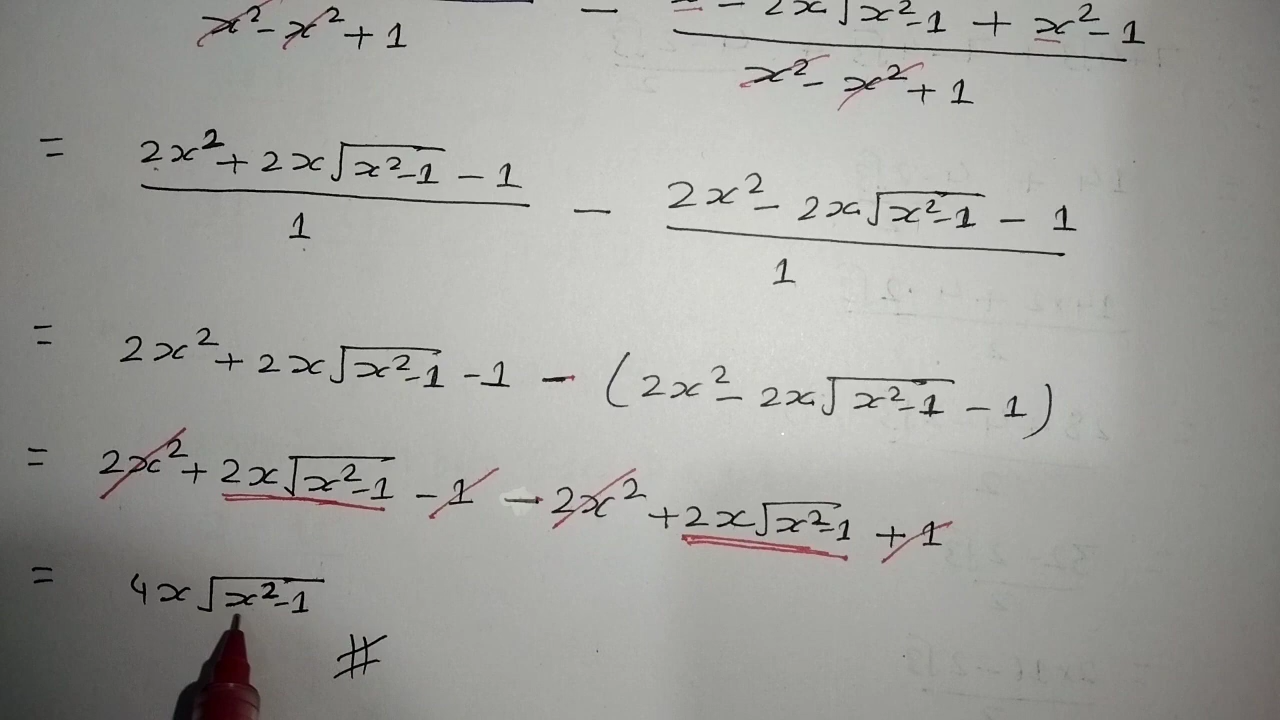 x² - x² + 1 - - 2x√x²-1 + x² - 1
x² - x² + 1
= 2x² + 2x√x²-1 - 1 - 2x² - 2x√x²-1 - 1
1 1
= 2x² + 2x√x²-1 - 1 - (2x² - 2x√x²-1 - 1)
= 2x² + 2x√x²-1 - 1 - 2x² + 2x√x²-1 + 1
= 4x√x²-1
#